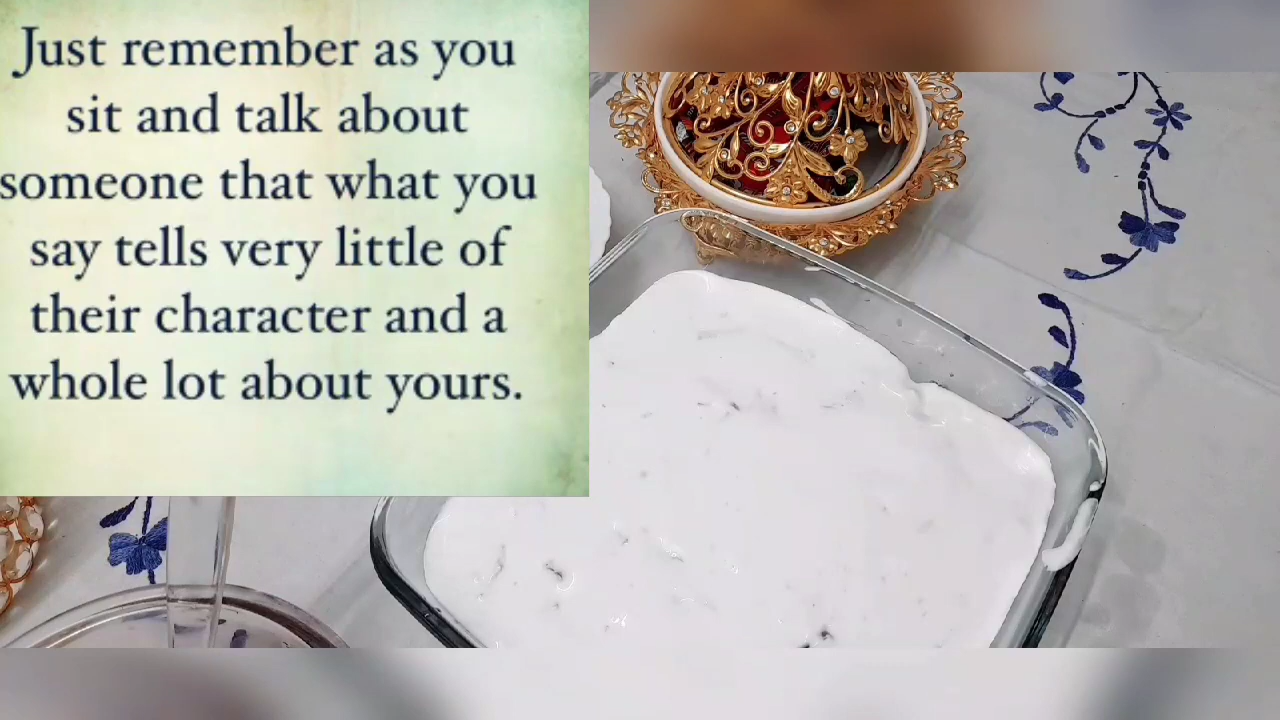 Just remember as you
sit and talk about
someone that what you
say tells very little of
their character and a
whole lot about yours.